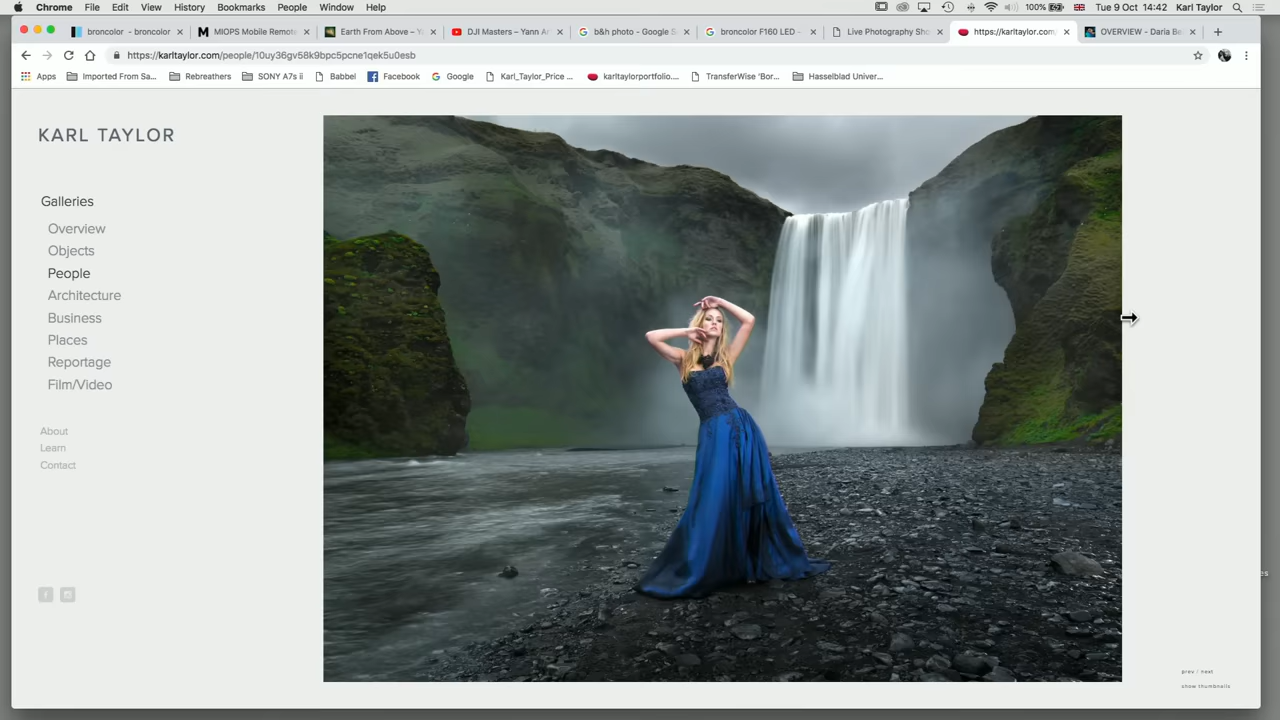 Chrome File Edit View History Bookmarks People Window Help 100% Tue 9 Oct 14:42 Karl Taylor
broncolor - broncolor
MIOPS Mobile Remote
Earth From Above – Y
DJI Masters – Yann Ar
b&h photo - Google S
broncolor F160 LED -
Live Photography Sho
https://karltaylor.com/
OVERVIEW - Darla Ba
https://karltaylor.com/people/10uy36gv58k9bpc5pcne1qek5u0esb
Apps Imported From Sa... Rebreathers SONY A7s ii Babbel Facebook Google Karl_Taylor_Price ... karltaylorportfolio.... TransferWise 'Bor... Hasselblad Univer...
KARL TAYLOR
Galleries
Overview
Objects
People
Architecture
Business
Places
Reportage
Film/Video
About
Learn
Contact
prev / next
show thumbnails